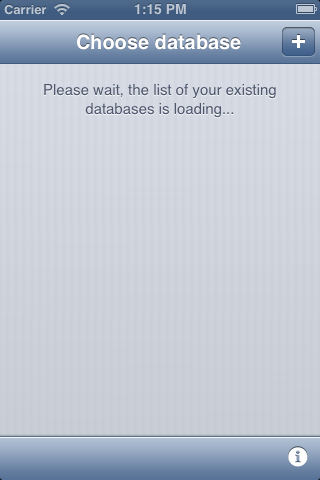 Carrier 1:15 PM
Choose database +
Please wait, the list of your existing
databases is loading...
i